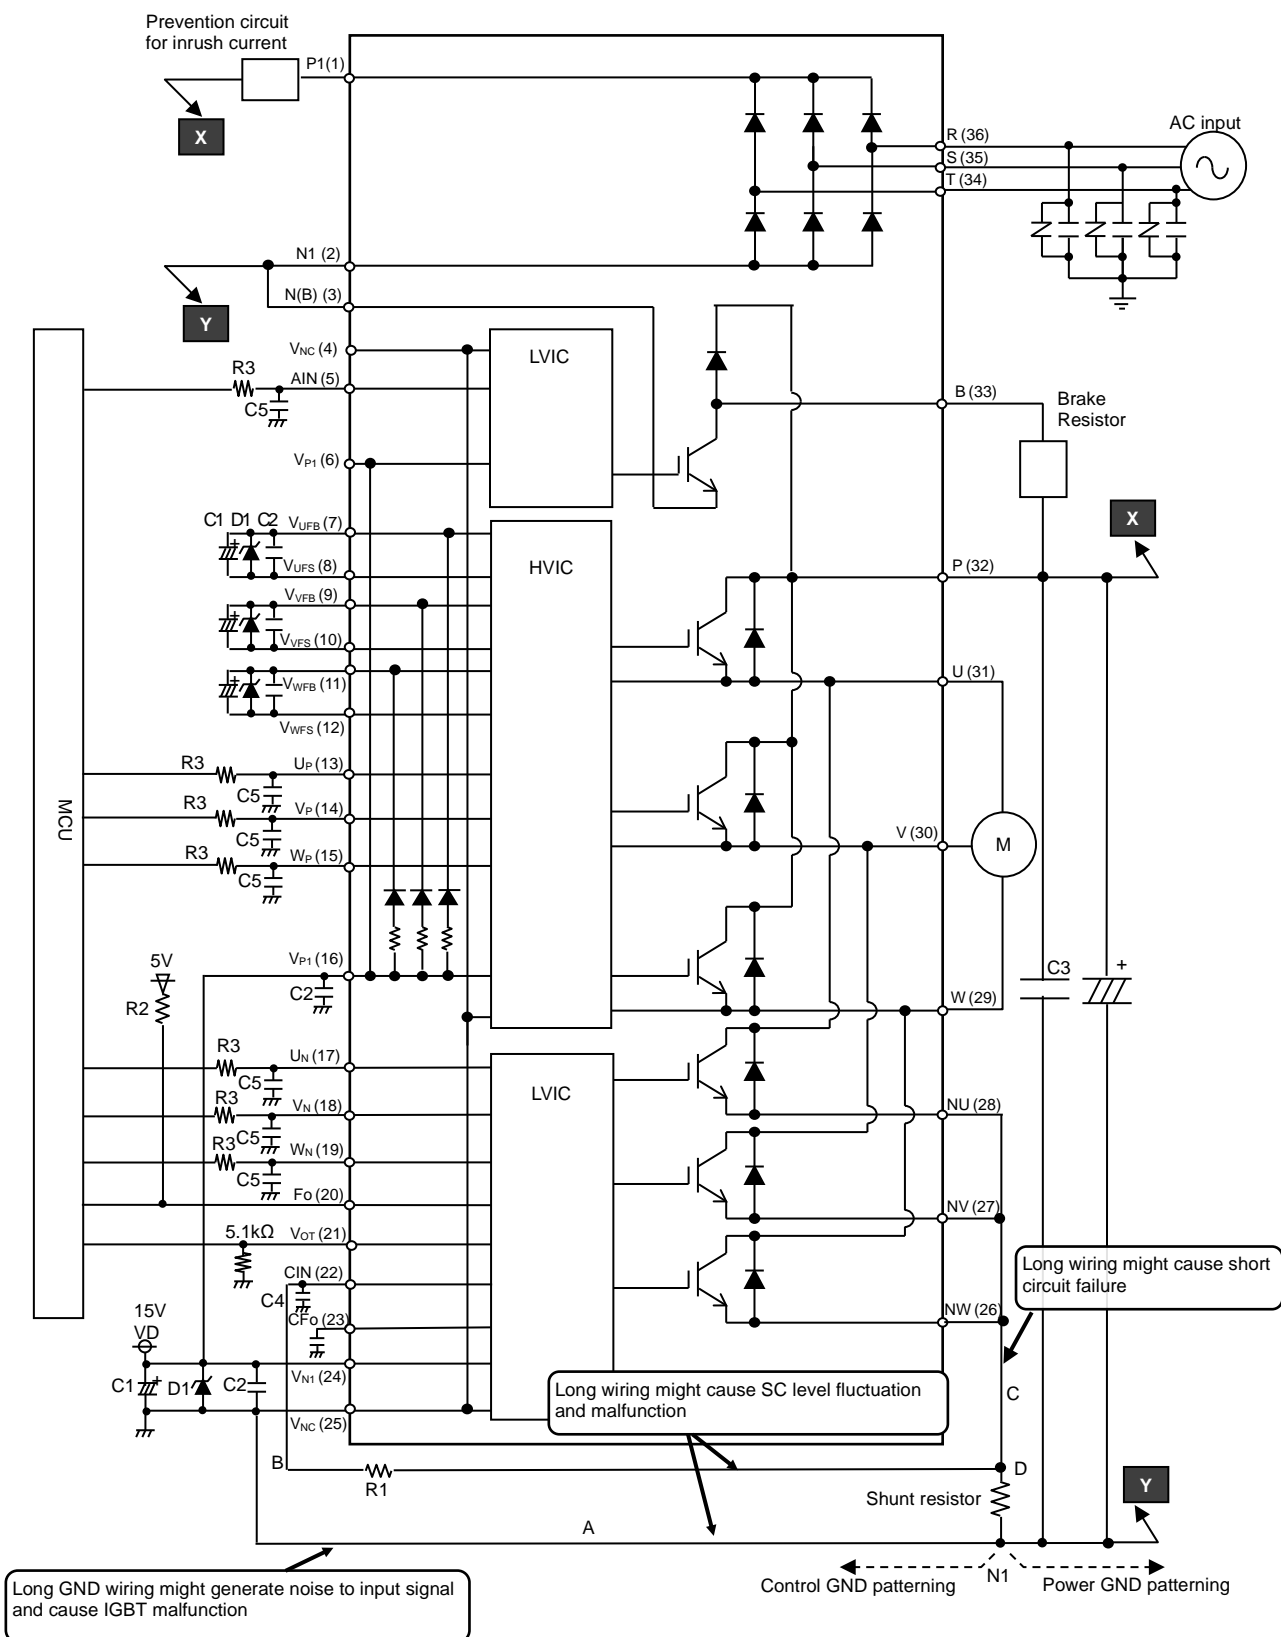 Prevention circuit
for inrush current
P1(1)
X
AC input
R (36)
S (35)
T (34)
N1 (2)
N(B) (3)
Y
VNC (4)
LVIC
R3
AIN (5)
C5
B (33)
Brake
Resistor
VP1 (6)
X
C1 D1 C2
VUFB (7)
VUFS (8)
HVIC
P (32)
VVFB (9)
VVFS (10)
VWFB (11)
VWFS (12)
U (31)
R3
UP (13)
C5
R3
VP (14)
C5
R3
WP (15)
C5
MCU
V (30)
M
5V
R2
VP1 (16)
C2
C3
+
W (29)
R3
UN (17)
C5
LVIC
R3
VN (18)
C5
R3
WN (19)
C5
NU (28)
Fo (20)
NV (27)
5.1kΩ
VOT (21)
CIN (22)
C4
CFo (23)
Long wiring might cause short
circuit failure
NW (26)
15V
VD
C1
D1
C2
VN1 (24)
VNC (25)
Long wiring might cause SC level fluctuation
and malfunction
C
B
R1
D
Shunt resistor
Y
A
N1
Control GND patterning
Power GND patterning
Long GND wiring might generate noise to input signal
and cause IGBT malfunction